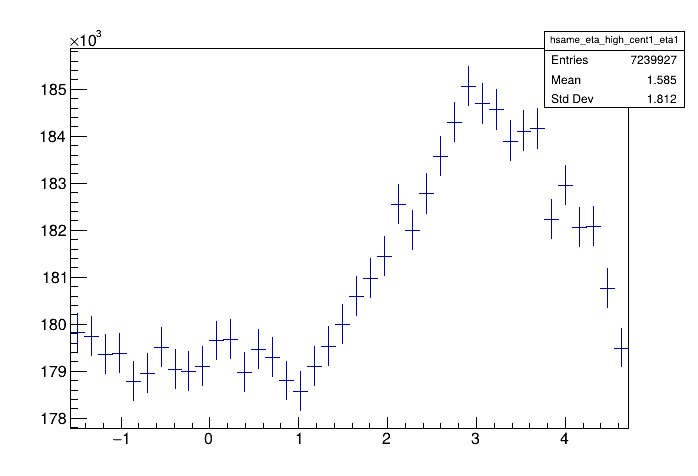 ×10³
hsame_eta_high_cent1_eta1
Entries 7239927
Mean 1.585
Std Dev 1.812
185
184
183
182
181
180
179
178
−1 0 1 2 3 4